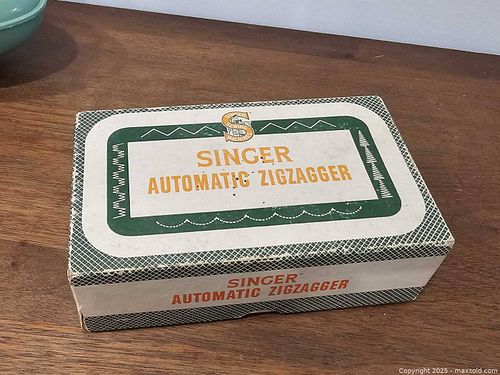 S
SINGER
AUTOMATIC ZIGZAGGER
SINGER
AUTOMATIC ZIGZAGGER
Copyright 2025 - maxsold.com